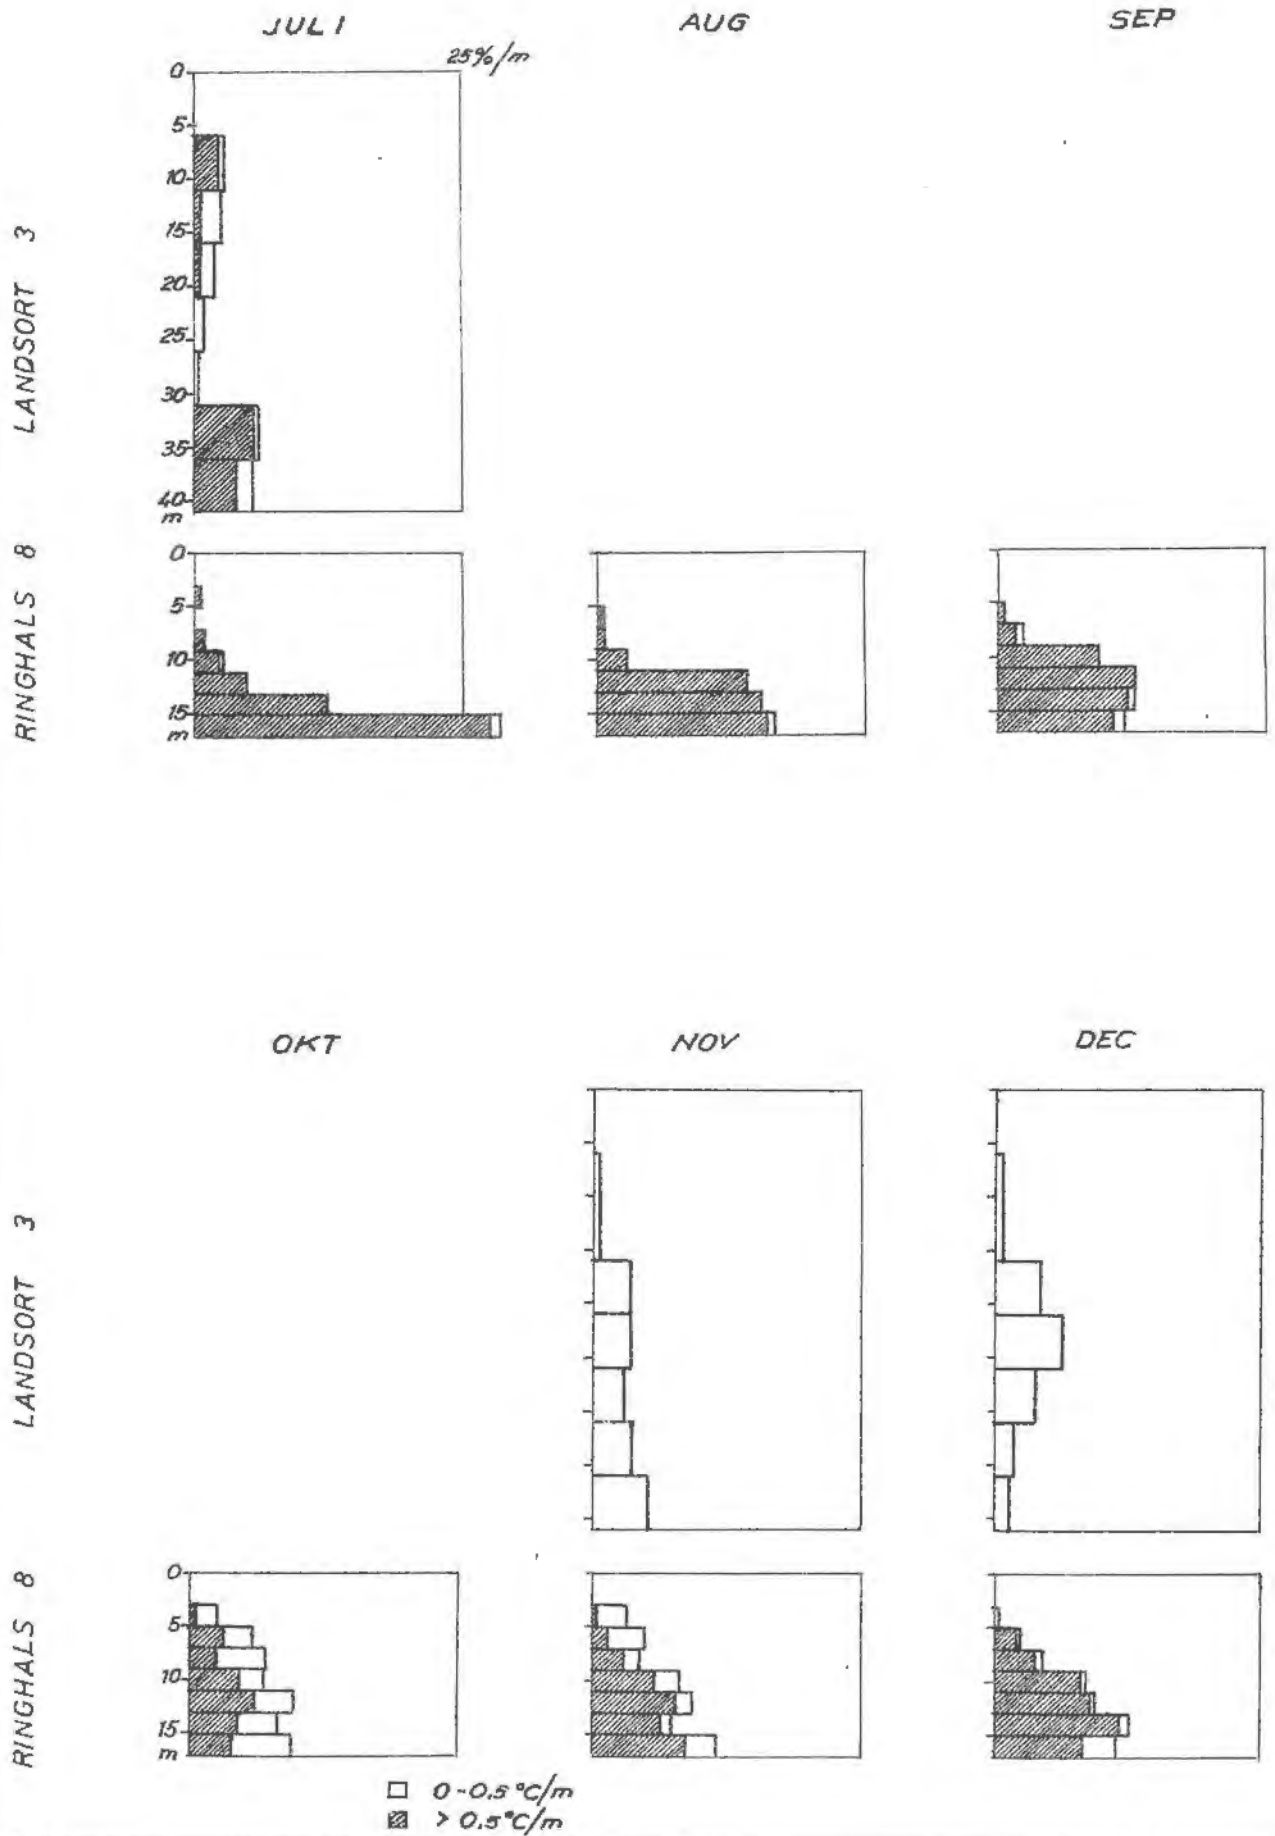 JULI AUG SEP
25%/m
0
5
10
15
20
25
30
35
40
m
LANDSORT 3
0
5
10
15
m
RINGHALS 8
OKT NOV DEC
LANDSORT 3
0
5
10
15
m
RINGHALS 8
0-0.5°C/m
> 0.5°C/m